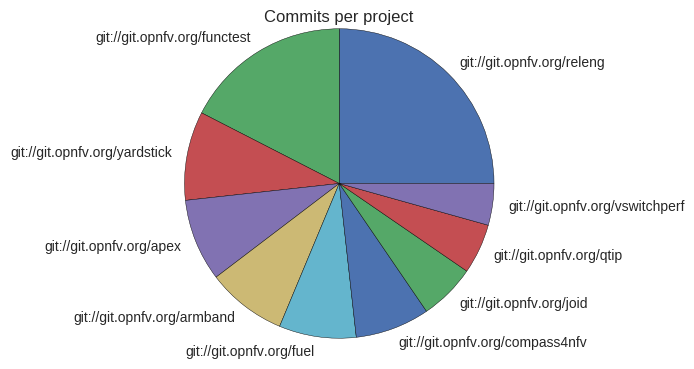 Commits per project
git://git.opnfv.org/functest
git://git.opnfv.org/releng
git://git.opnfv.org/yardstick
git://git.opnfv.org/vswitchperf
git://git.opnfv.org/apex
git://git.opnfv.org/qtip
git://git.opnfv.org/joid
git://git.opnfv.org/armband
git://git.opnfv.org/compass4nfv
git://git.opnfv.org/fuel